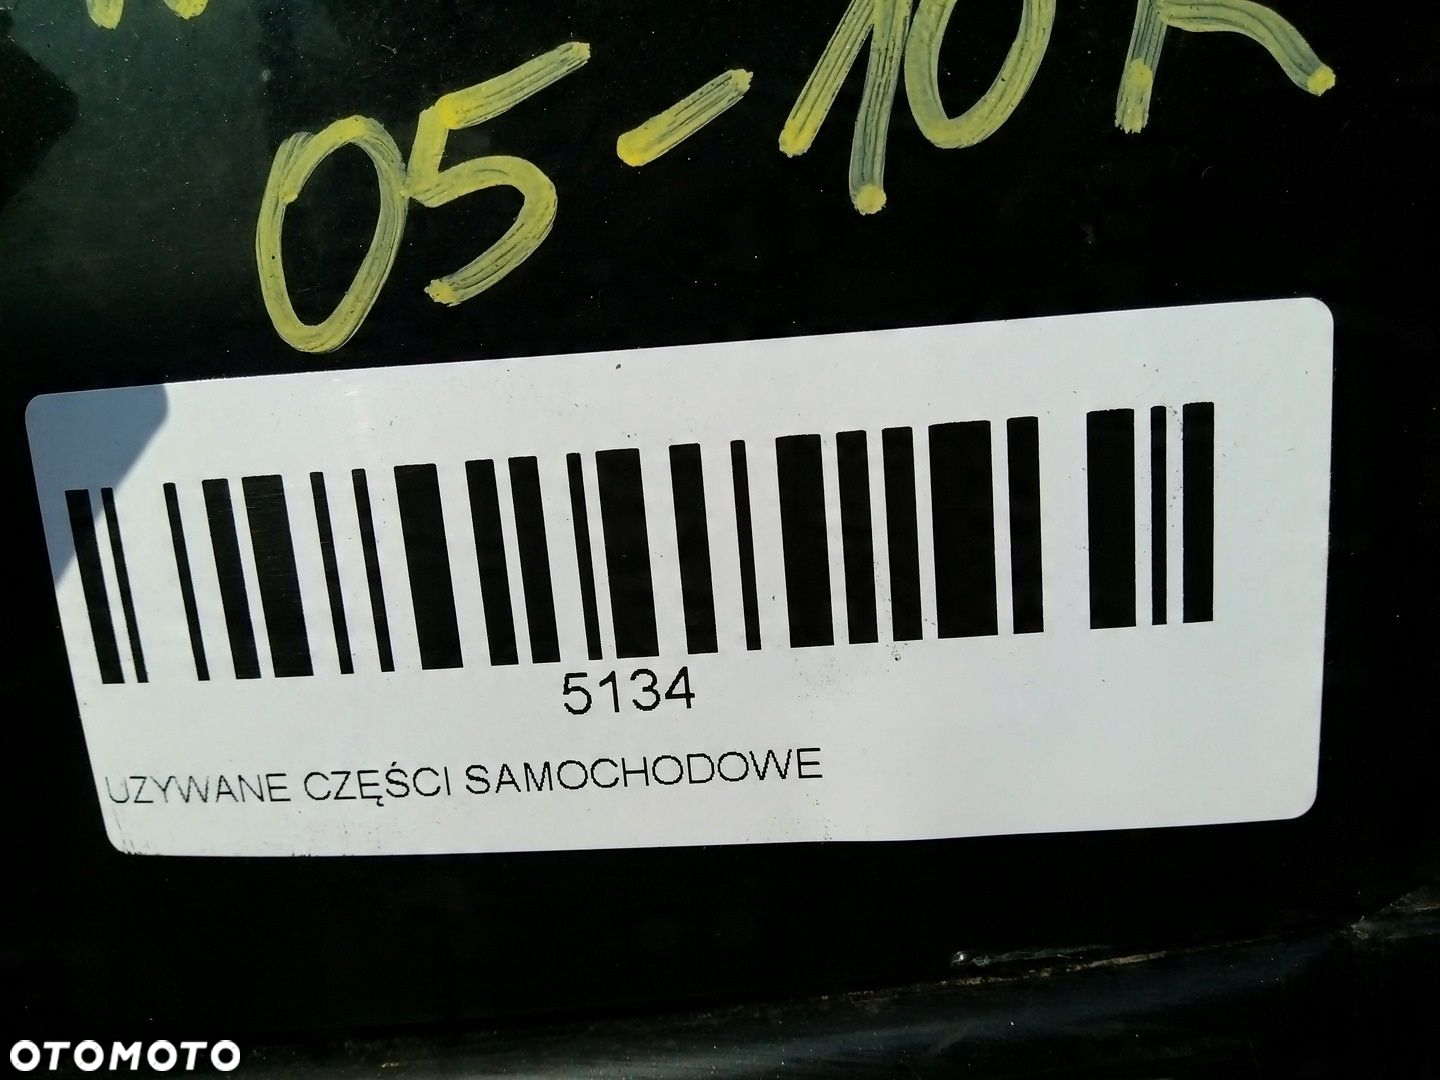 05-10R
5134
UZYWANE CZĘŚCI SAMOCHODOWE
OTOMOTO